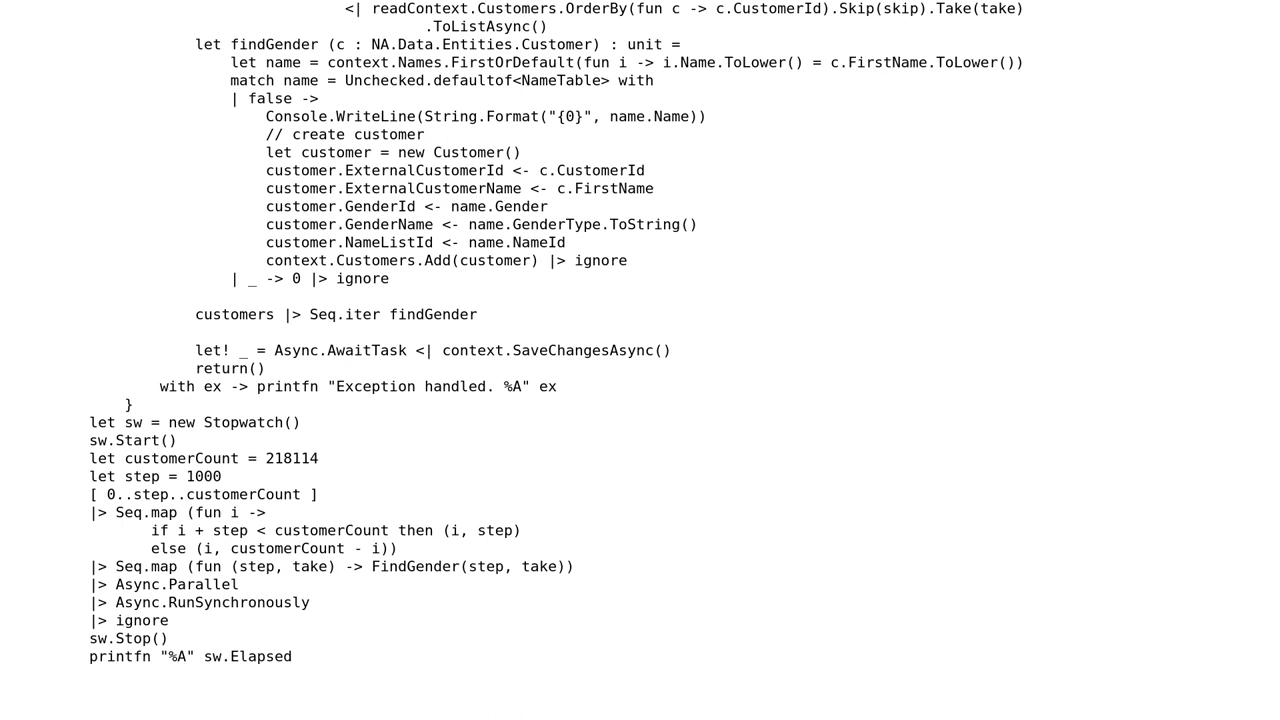 <| readContext.Customers.OrderBy(fun c -> c.CustomerId).Skip(skip).Take(take)
.ToListAsync()
let findGender (c : NA.Data.Entities.Customer) : unit =
let name = context.Names.FirstOrDefault(fun i -> i.Name.ToLower() = c.FirstName.ToLower())
match name = Unchecked.defaultof<NameTable> with
| false ->
Console.WriteLine(String.Format("{0}", name.Name))
// create customer
let customer = new Customer()
customer.ExternalCustomerId <- c.CustomerId
customer.ExternalCustomerName <- c.FirstName
customer.GenderId <- name.Gender
customer.GenderName <- name.GenderType.ToString()
customer.NameListId <- name.NameId
context.Customers.Add(customer) |> ignore
| _ -> 0 |> ignore
customers |> Seq.iter findGender
let! _ = Async.AwaitTask <| context.SaveChangesAsync()
return()
with ex -> printfn "Exception handled. %A" ex
}
let sw = new Stopwatch()
sw.Start()
let customerCount = 218114
let step = 1000
[ 0..step..customerCount ]
|> Seq.map (fun i ->
if i + step < customerCount then (i, step)
else (i, customerCount - i))
|> Seq.map (fun (step, take) -> FindGender(step, take))
|> Async.Parallel
|> Async.RunSynchronously
|> ignore
sw.Stop()
printfn "%A" sw.Elapsed